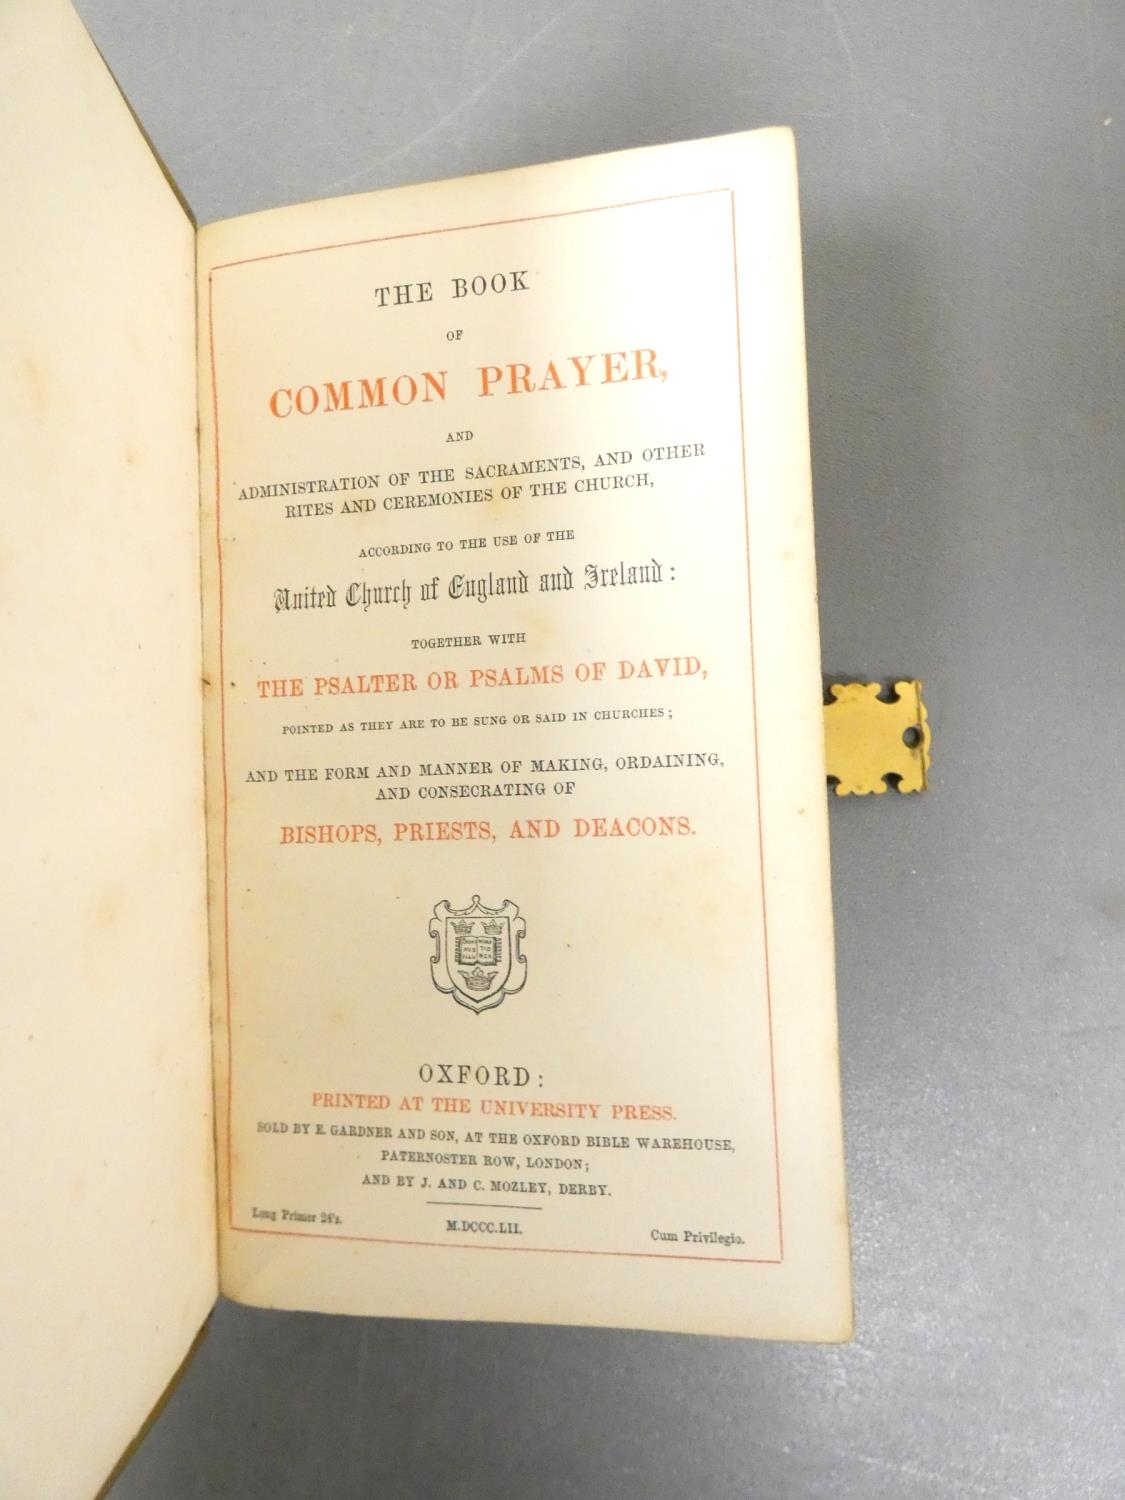 THE BOOK
OF
COMMON PRAYER,
AND
ADMINISTRATION OF THE SACRAMENTS, AND OTHER
RITES AND CEREMONIES OF THE CHURCH,
ACCORDING TO THE USE OF THE
United Church of England and Ireland:
TOGETHER WITH
THE PSALTER OR PSALMS OF DAVID,
POINTED AS THEY ARE TO BE SUNG OR SAID IN CHURCHES;
AND THE FORM AND MANNER OF MAKING, ORDAINING,
AND CONSECRATING OF
BISHOPS, PRIESTS, AND DEACONS.
OXFORD:
PRINTED AT THE UNIVERSITY PRESS.
SOLD BY E. GARDNER AND SON, AT THE OXFORD BIBLE WAREHOUSE,
PATERNOSTER ROW, LONDON;
AND BY J. AND C. MOZLEY, DERBY.
Long Primer 24's.
M.DCCC.LII.
Cum Privilegio.